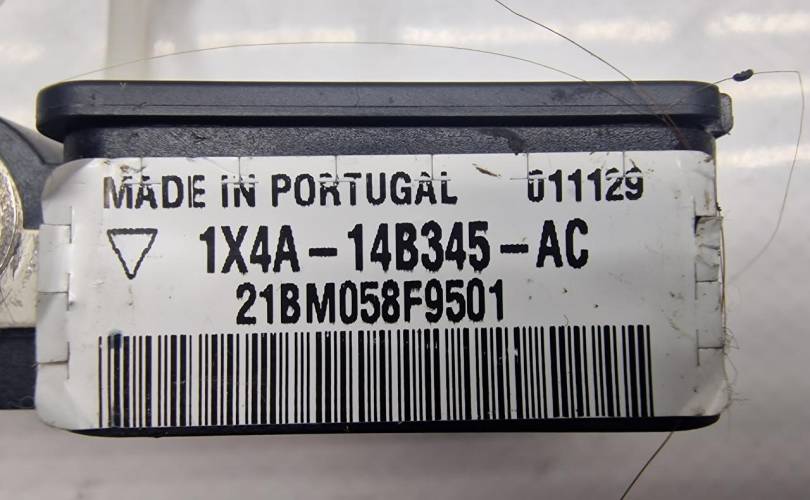 MADE IN PORTUGAL 011129
1X4A-14B345-AC
21BM058F9501